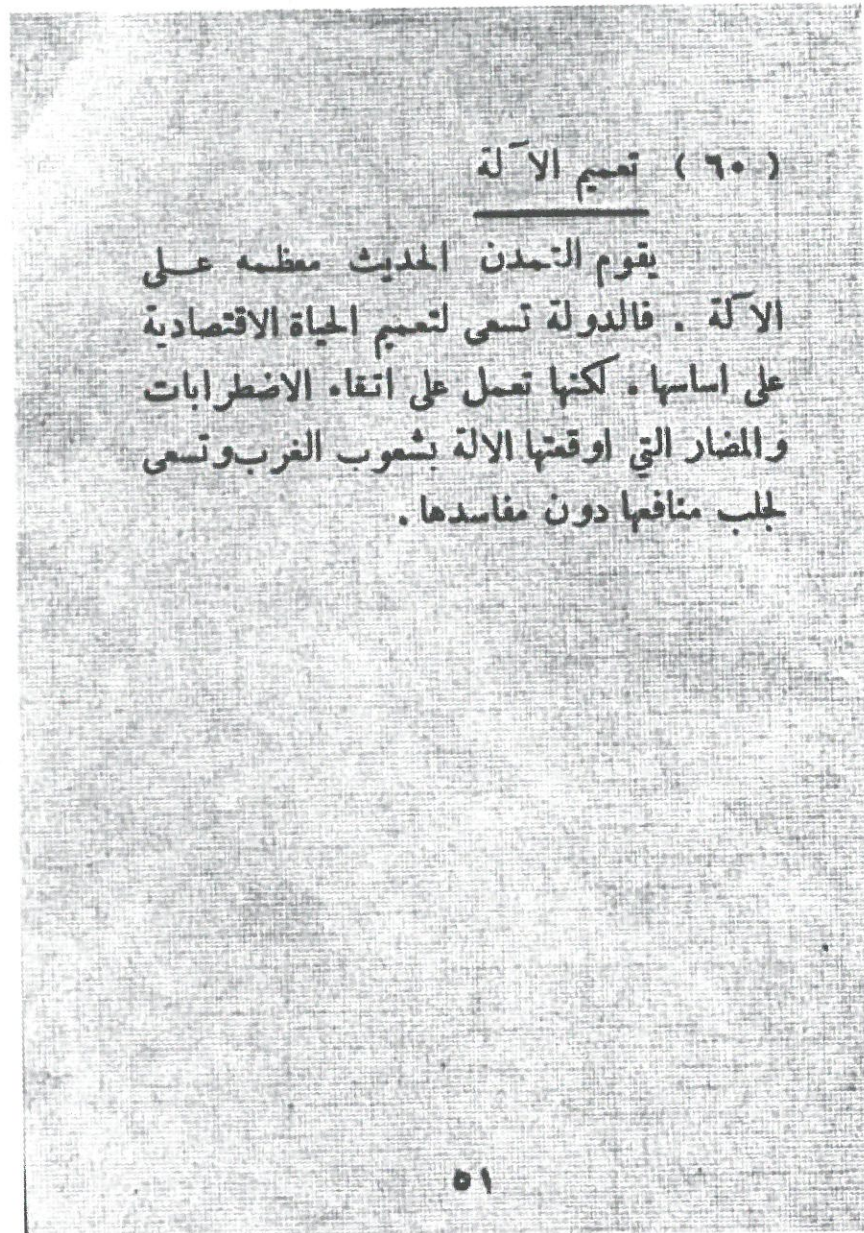 ( ٦٠ ) تعميم الآلة
يقوم التمدن الحديث معظمه على
الآلة . فالدولة تسعى لتعميم الحياة الاقتصادية
على اساسها . لكنها تعمل على اتقاء الاضطرابات
والمضار التي اوقعتها الالة بشعوب الغرب وتسعى
لجلب منافعها دون مفاسدها .
٥١